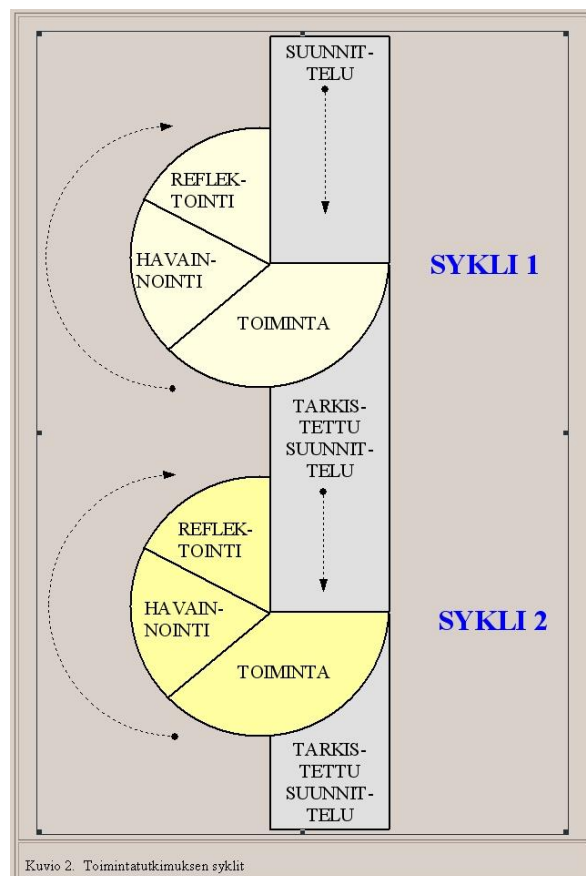 SUUNNIT-
TELU
REFLEK-
TOINTI
HAVAIN-
NOINTI
TOIMINTA
SYKLI 1
TARKIS-
TETTU
SUUNNIT-
TELU
REFLEK-
TOINTI
HAVAIN-
NOINTI
TOIMINTA
SYKLI 2
TARKIS-
TETTU
SUUNNIT-
TELU
Kuvio 2. Toimintatutkimuksen syklit